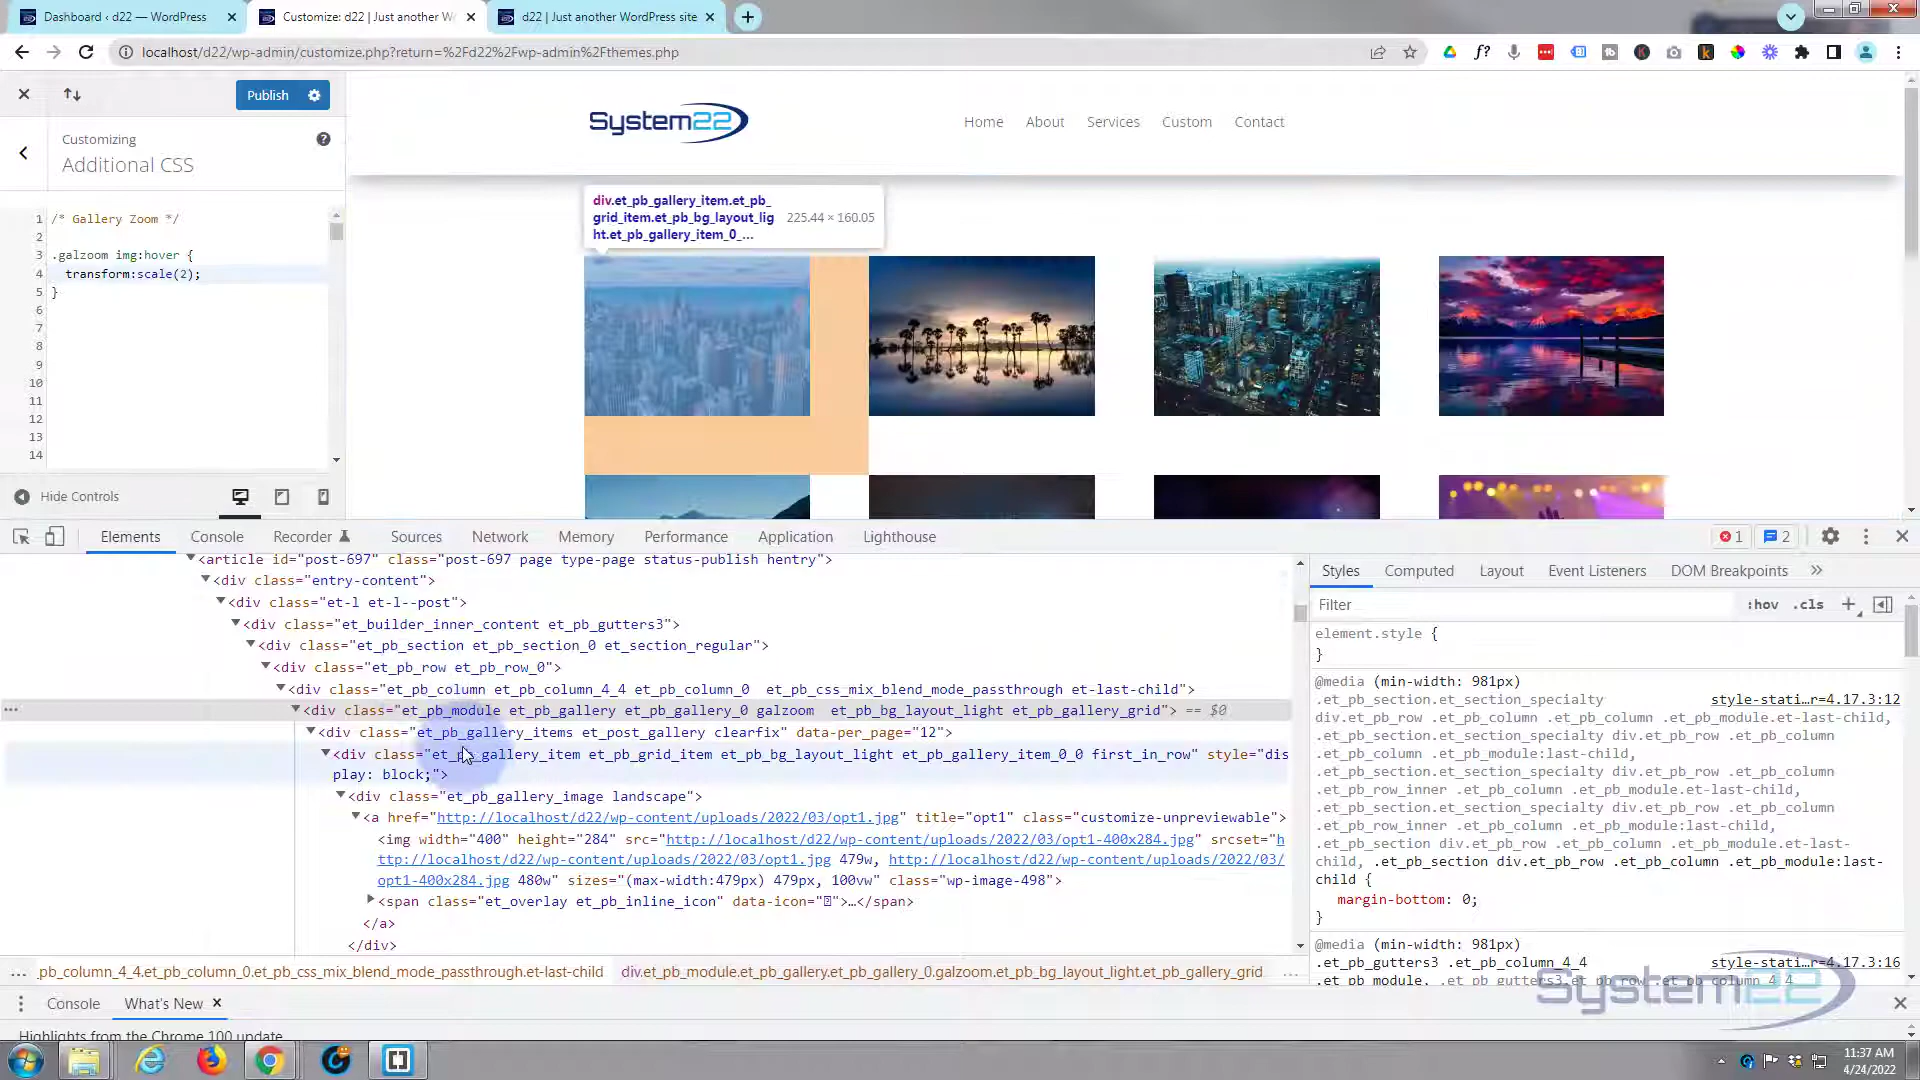 Dashboard ‹ d22 — WordPress
Customize: d22 | Just another Wo
d22 | Just another WordPress site
localhost/d22/wp-admin/customize.php?return=%2Fd22%2Fwp-admin%2Fthemes.php
Publish
Customizing
Additional CSS
1 /* Gallery Zoom */
2
3 .galzoom img:hover {
4 transform:scale(2);
5 }
6
7
8
9
10
11
12
13
14
Hide Controls
System22
Home About Services Custom Contact
div.et_pb_gallery_item.et_pb_
grid_item.et_pb_bg_layout_lig
ht.et_pb_gallery_item_0_... 225.44 × 160.05
Elements Console Recorder Sources Network Memory Performance Application Lighthouse 1 2
<article id="post-697" class="post-697 page type-page status-publish hentry">
<div class="entry-content">
<div class="et-l et-l--post">
<div class="et_builder_inner_content et_pb_gutters3">
<div class="et_pb_section et_pb_section_0 et_section_regular">
<div class="et_pb_row et_pb_row_0">
<div class="et_pb_column et_pb_column_4_4 et_pb_column_0  et_pb_css_mix_blend_mode_passthrough et-last-child">
<div class="et_pb_module et_pb_gallery et_pb_gallery_0 galzoom  et_pb_bg_layout_light et_pb_gallery_grid"> == $0
<div class="et_pb_gallery_items et_post_gallery clearfix" data-per_page="12">
<div class="et_pb_gallery_item et_pb_grid_item et_pb_bg_layout_light et_pb_gallery_item_0_0 first_in_row" style="dis
play: block;">
<div class="et_pb_gallery_image landscape">
<a href="http://localhost/d22/wp-content/uploads/2022/03/opt1.jpg" title="opt1" class="customize-unpreviewable">
<img width="400" height="284" src="http://localhost/d22/wp-content/uploads/2022/03/opt1-400x284.jpg" srcset="h
ttp://localhost/d22/wp-content/uploads/2022/03/opt1.jpg 479w, http://localhost/d22/wp-content/uploads/2022/03/
opt1-400x284.jpg 480w" sizes="(max-width:479px) 479px, 100vw" class="wp-image-498">
<span class="et_overlay et_pb_inline_icon" data-icon="">…</span>
</a>
</div>
... pb_column_4_4.et_pb_column_0.et_pb_css_mix_blend_mode_passthrough.et-last-child div.et_pb_module.et_pb_gallery.et_pb_gallery_0.galzoom.et_pb_bg_layout_light.et_pb_gallery_grid ...
Styles Computed Layout Event Listeners DOM Breakpoints »
Filter :hov .cls
element.style {
}
@media (min-width: 981px)
.et_pb_section.et_section_specialty style-stati…r=4.17.3:12
div.et_pb_row .et_pb_column .et_pb_module.et-last-child,
.et_pb_section.et_section_specialty div.et_pb_row .et_pb_column
.et_pb_module:last-child,
.et_pb_section.et_section_specialty div.et_pb_row
.et_pb_row_inner .et_pb_column .et_pb_module.et-last-child,
.et_pb_section.et_section_specialty div.et_pb_row
.et_pb_row_inner .et_pb_column .et_pb_module:last-child,
.et_pb_section div.et_pb_row .et_pb_column .et_pb_module.et-last-
child, .et_pb_section div.et_pb_row .et_pb_column .et_pb_module:last-
child {
margin-bottom: 0;
}
@media (min-width: 981px)
.et_pb_gutters3 .et_pb_column_4_4 style-stati…r=4.17.3:16
.et_pb_module, .et_pb_gutters3.et_pb_row .et_pb_column_4_4
System22
Console What's New
Highlights from the Chrome 100 update
11:37 AM
4/24/2022